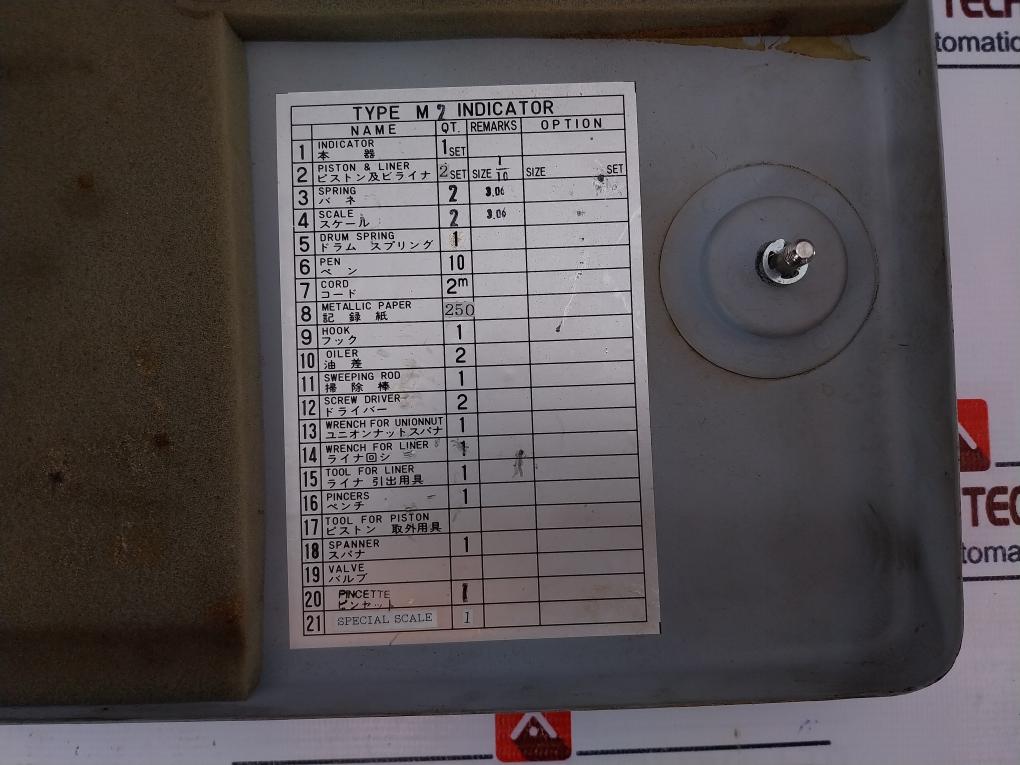 TECH
tomatic
TYPE M 2 INDICATOR
NAME QT. REMARKS OPTION
1 INDICATOR 1 SET
本 器
2 PISTON & LINER 2 SET SIZE 1/10 SIZE SET
ピストン及ビライナ
3 SPRING 2 3.06
バ ネ
4 SCALE 2 3.06
スケール
5 DRUM SPRING 1
ドラム スプリング
6 PEN 10
ペン
7 CORD 2m
コード
8 METALLIC PAPER 250
記 録 紙
9 HOOK 1
フック
10 OILER 2
油 差
11 SWEEPING ROD 1
掃 除 棒
12 SCREW DRIVER 2
ドライバー
13 WRENCH FOR UNIONNUT 1
ユニオンナットスパナ
14 WRENCH FOR LINER 1
ライナ回シ
15 TOOL FOR LINER 1
ライナ 引出用具
16 PINCERS 1
ペンチ
17 TOOL FOR PISTON
ピストン 取外用具
18 SPANNER 1
スパナ
19 VALVE
バルブ
20 PINCETTE 1
ピンセット
21 SPECIAL SCALE 1
TEC
toma